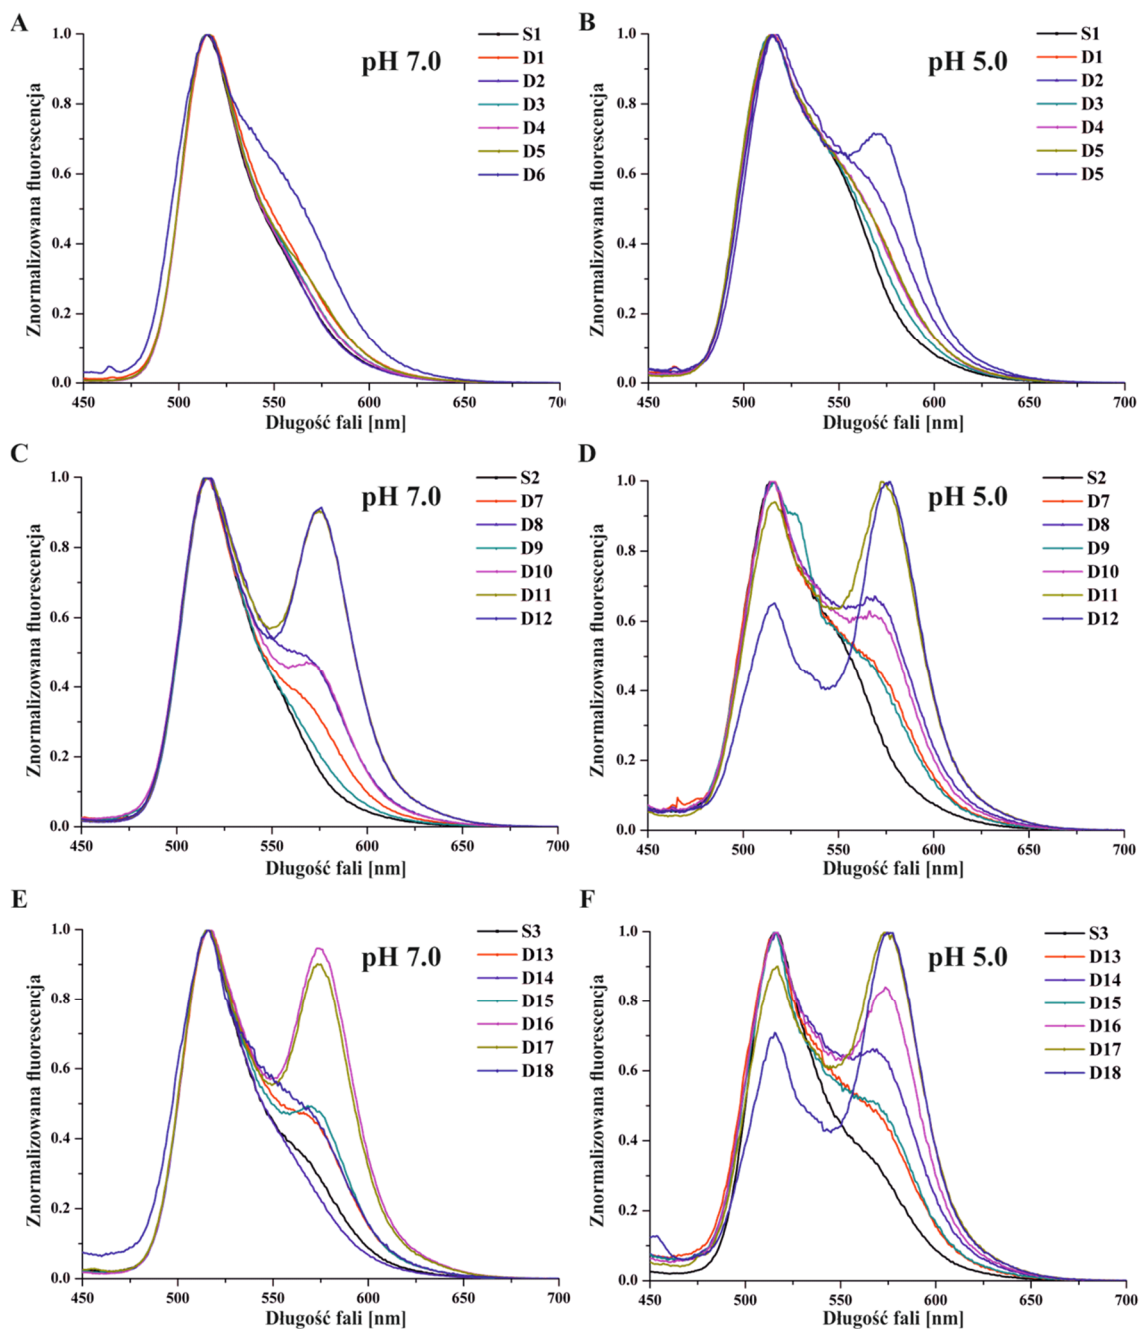 A
pH 7.0
S1
D1
D2
D3
D4
D5
D6
Znormalizowana fluorescencja
1.0
0.8
0.6
0.4
0.2
0.0
450 500 550 600 650 700
Długość fali [nm]
B
pH 5.0
S1
D1
D2
D3
D4
D5
D5
Znormalizowana fluorescencja
1.0
0.8
0.6
0.4
0.2
0.0
450 500 550 600 650 700
Długość fali [nm]
C
pH 7.0
S2
D7
D8
D9
D10
D11
D12
Znormalizowana fluorescencja
1.0
0.8
0.6
0.4
0.2
0.0
450 500 550 600 650 700
Długość fali [nm]
D
pH 5.0
S2
D7
D8
D9
D10
D11
D12
Znormalizowana fluorescencja
1.0
0.8
0.6
0.4
0.2
0.0
450 500 550 600 650 700
Długość fali [nm]
E
pH 7.0
S3
D13
D14
D15
D16
D17
D18
Znormalizowana fluorescencja
1.0
0.8
0.6
0.4
0.2
0.0
450 500 550 600 650 700
Długość fali [nm]
F
pH 5.0
S3
D13
D14
D15
D16
D17
D18
Znormalizowana fluorescencja
1.0
0.8
0.6
0.4
0.2
0.0
450 500 550 600 650 700
Długość fali [nm]